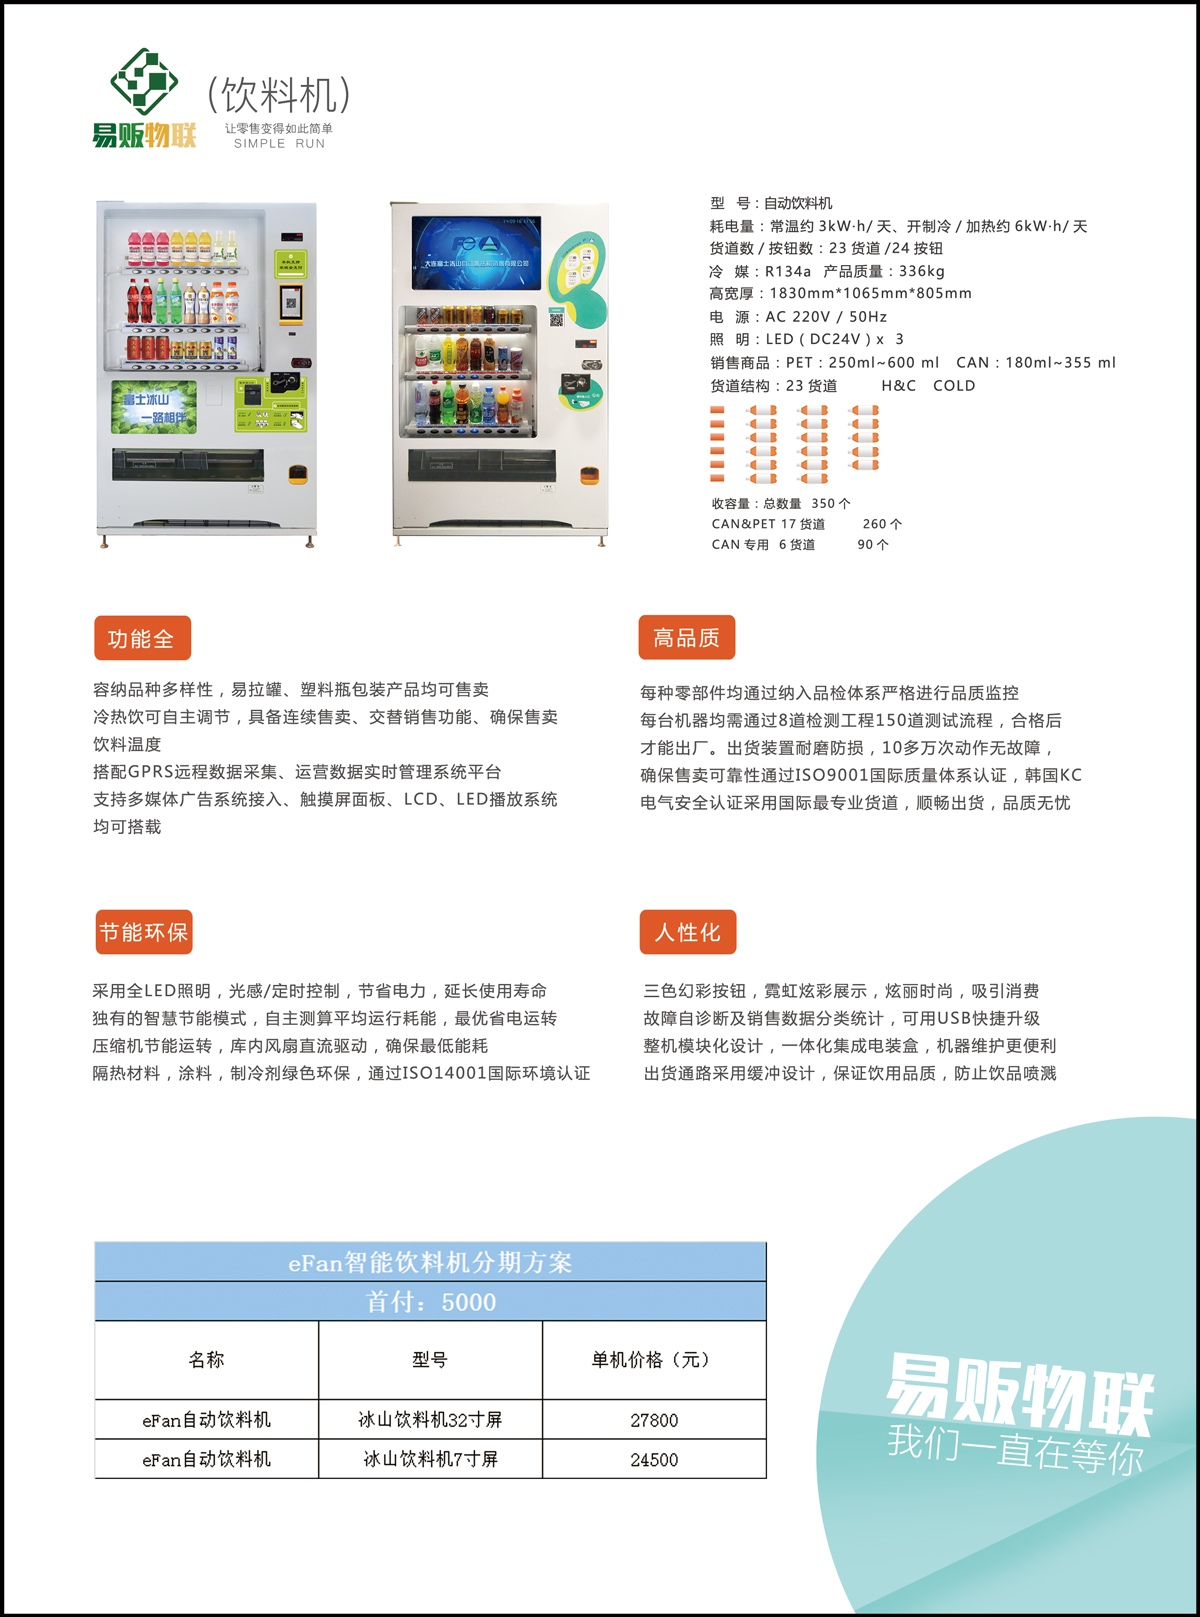 (饮料机)
易贩物联
让零售变得如此简单
SIMPLE RUN
富士冰山
一路相伴
型 号：自动饮料机
耗电量：常温约 3kW·h/ 天、开制冷 / 加热约 6kW·h/ 天
货道数 / 按钮数：23 货道 /24 按钮
冷 媒：R134a 产品质量：336kg
高宽厚：1830mm*1065mm*805mm
电 源：AC 220V / 50Hz
照 明：LED（DC24V）x 3
销售商品：PET：250ml~600 ml CAN：180ml~355 ml
货道结构：23 货道 H&C COLD
收容量：总数量 350 个
CAN&PET 17 货道 260 个
CAN 专用 6 货道 90 个
功能全
容纳品种多样性，易拉罐、塑料瓶包装产品均可售卖
冷热饮可自主调节，具备连续售卖、交替销售功能、确保售卖
饮料温度
搭配GPRS远程数据采集、运营数据实时管理系统平台
支持多媒体广告系统接入、触摸屏面板、LCD、LED播放系统
均可搭载
高品质
每种零部件均通过纳入品检体系严格进行品质监控
每台机器均需通过8道检测工程150道测试流程，合格后
才能出厂。出货装置耐磨防损，10多万次动作无故障，
确保售卖可靠性通过ISO9001国际质量体系认证，韩国KC
电气安全认证采用国际最专业货道，顺畅出货，品质无忧
节能环保
采用全LED照明，光感/定时控制，节省电力，延长使用寿命
独有的智慧节能模式，自主测算平均运行耗能，最优省电运转
压缩机节能运转，库内风扇直流驱动，确保最低能耗
隔热材料，涂料，制冷剂绿色环保，通过ISO14001国际环境认证
人性化
三色幻彩按钮，霓虹炫彩展示，炫丽时尚，吸引消费
故障自诊断及销售数据分类统计，可用USB快捷升级
整机模块化设计，一体化集成电装盒，机器维护更便利
出货通路采用缓冲设计，保证饮用品质，防止饮品喷溅
eFan智能饮料机分期方案
首付：5000
名称 型号 单机价格（元）
eFan自动饮料机 冰山饮料机32寸屏 27800
eFan自动饮料机 冰山饮料机7寸屏 24500
易贩物联
我们一直在等你